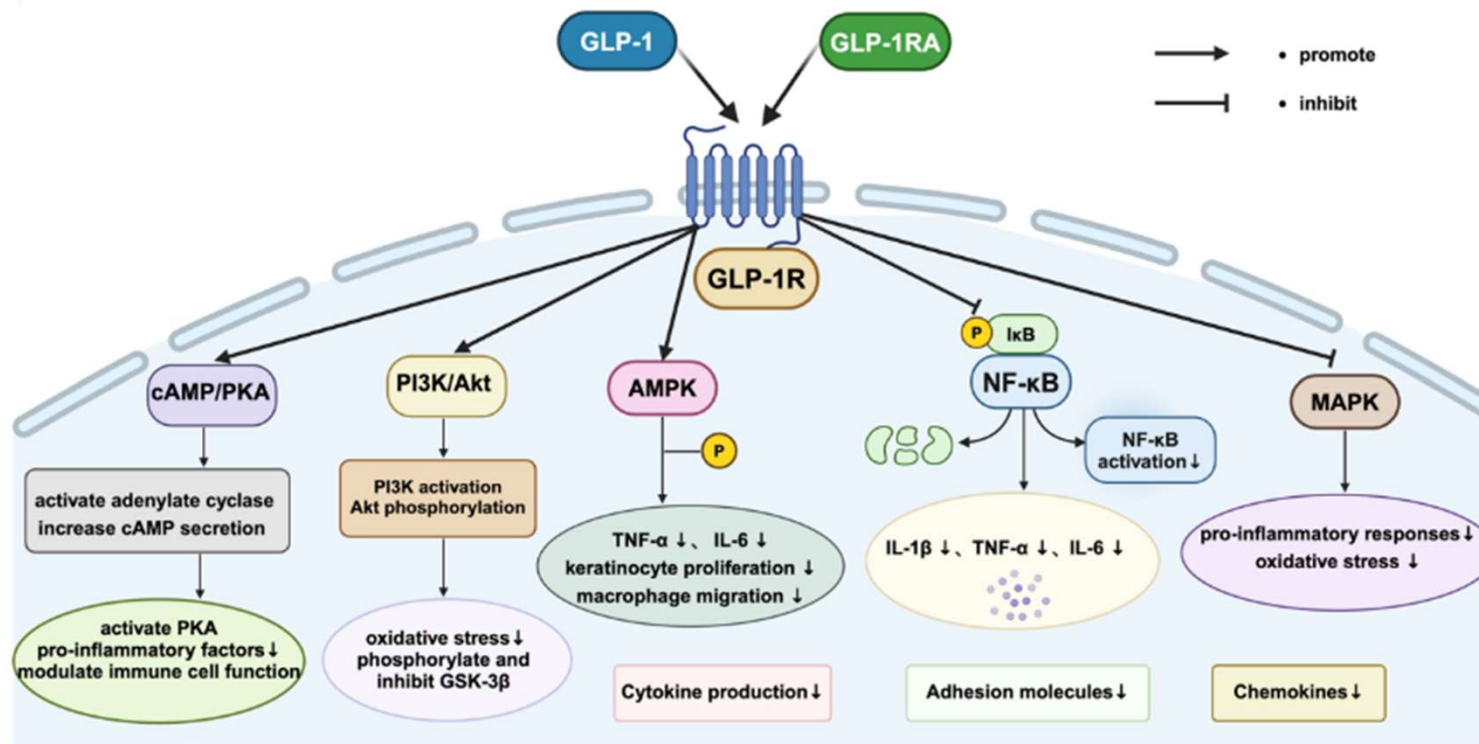 GLP-1
GLP-1RA
• promote
• inhibit
GLP-1R
P
IκB
cAMP/PKA
PI3K/Akt
AMPK
NF-κB
MAPK
P
NF-κB
activation↓
activate adenylate cyclase
increase cAMP secretion
PI3K activation
Akt phosphorylation
TNF-α ↓、 IL-6 ↓
keratinocyte proliferation ↓
macrophage migration ↓
IL-1β ↓、TNF-α ↓、IL-6 ↓
pro-inflammatory responses↓
oxidative stress ↓
activate PKA
pro-inflammatory factors↓
modulate immune cell function
oxidative stress↓
phosphorylate and
inhibit GSK-3β
Cytokine production↓
Adhesion molecules↓
Chemokines↓